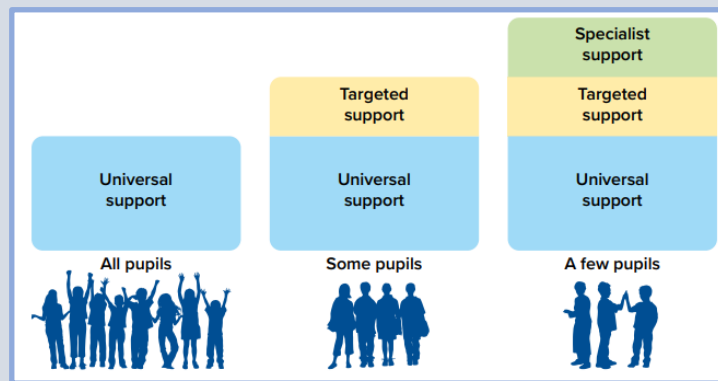 Universal
support
All pupils
Targeted
support
Universal
support
Some pupils
Specialist
support
Targeted
support
Universal
support
A few pupils